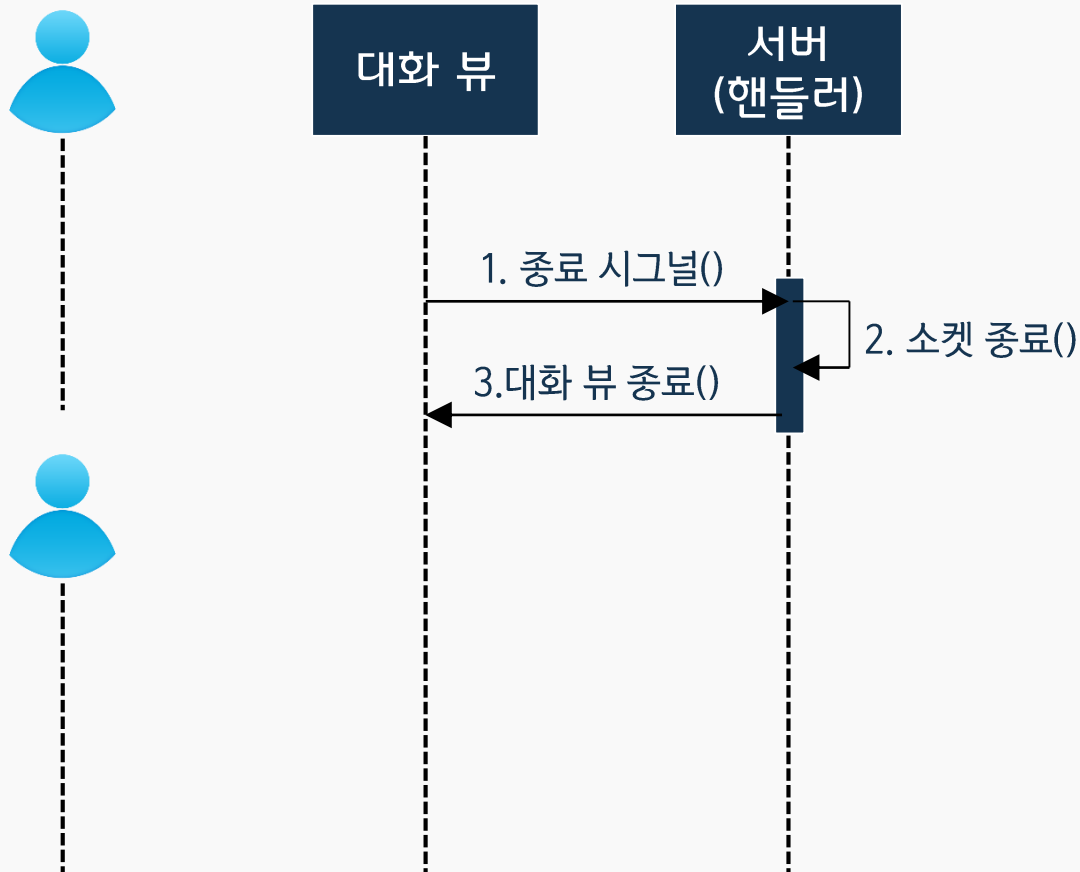 대화 뷰
서버
(핸들러)
1. 종료 시그널()
2. 소켓 종료()
3.대화 뷰 종료()